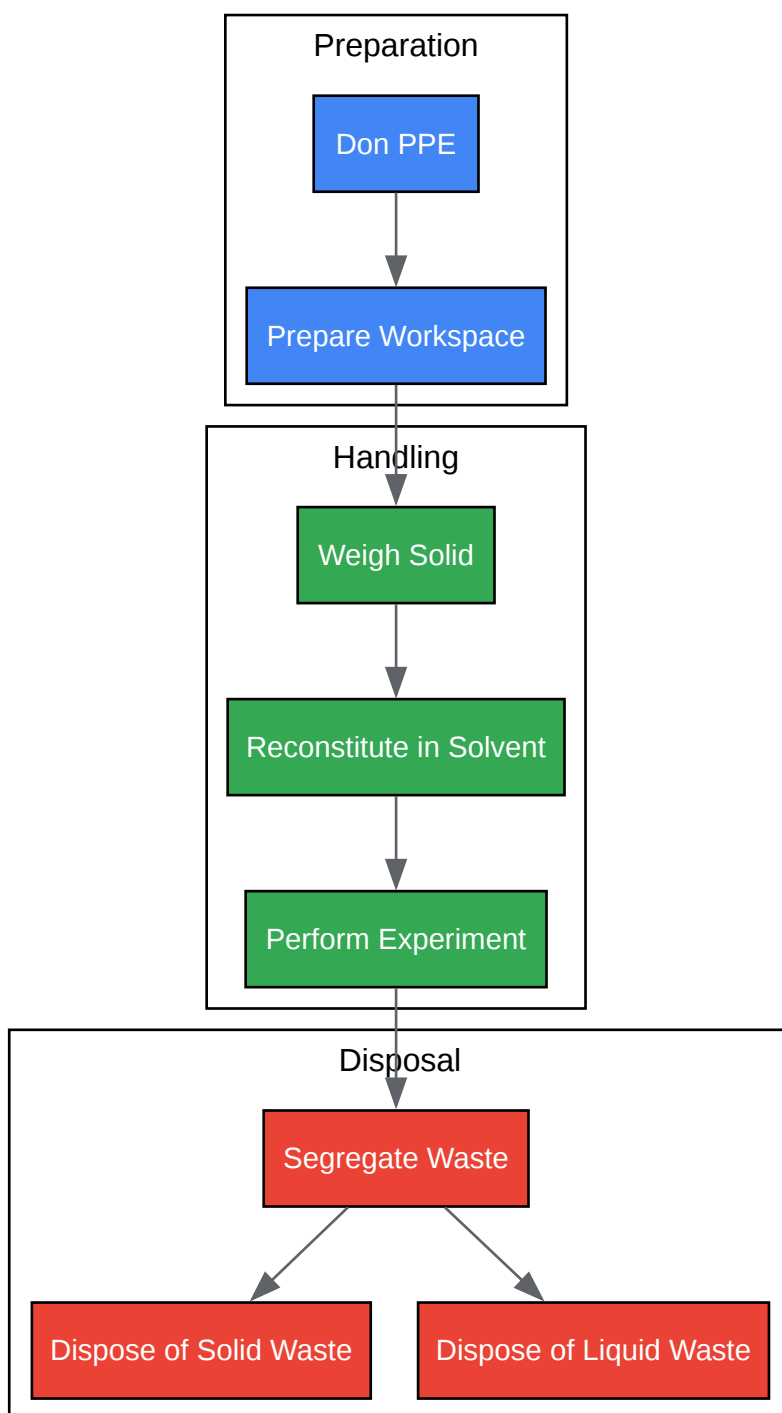 Preparation
Don PPE
Prepare Workspace
Handling
Weigh Solid
Reconstitute in Solvent
Perform Experiment
Disposal
Segregate Waste
Dispose of Solid Waste
Dispose of Liquid Waste